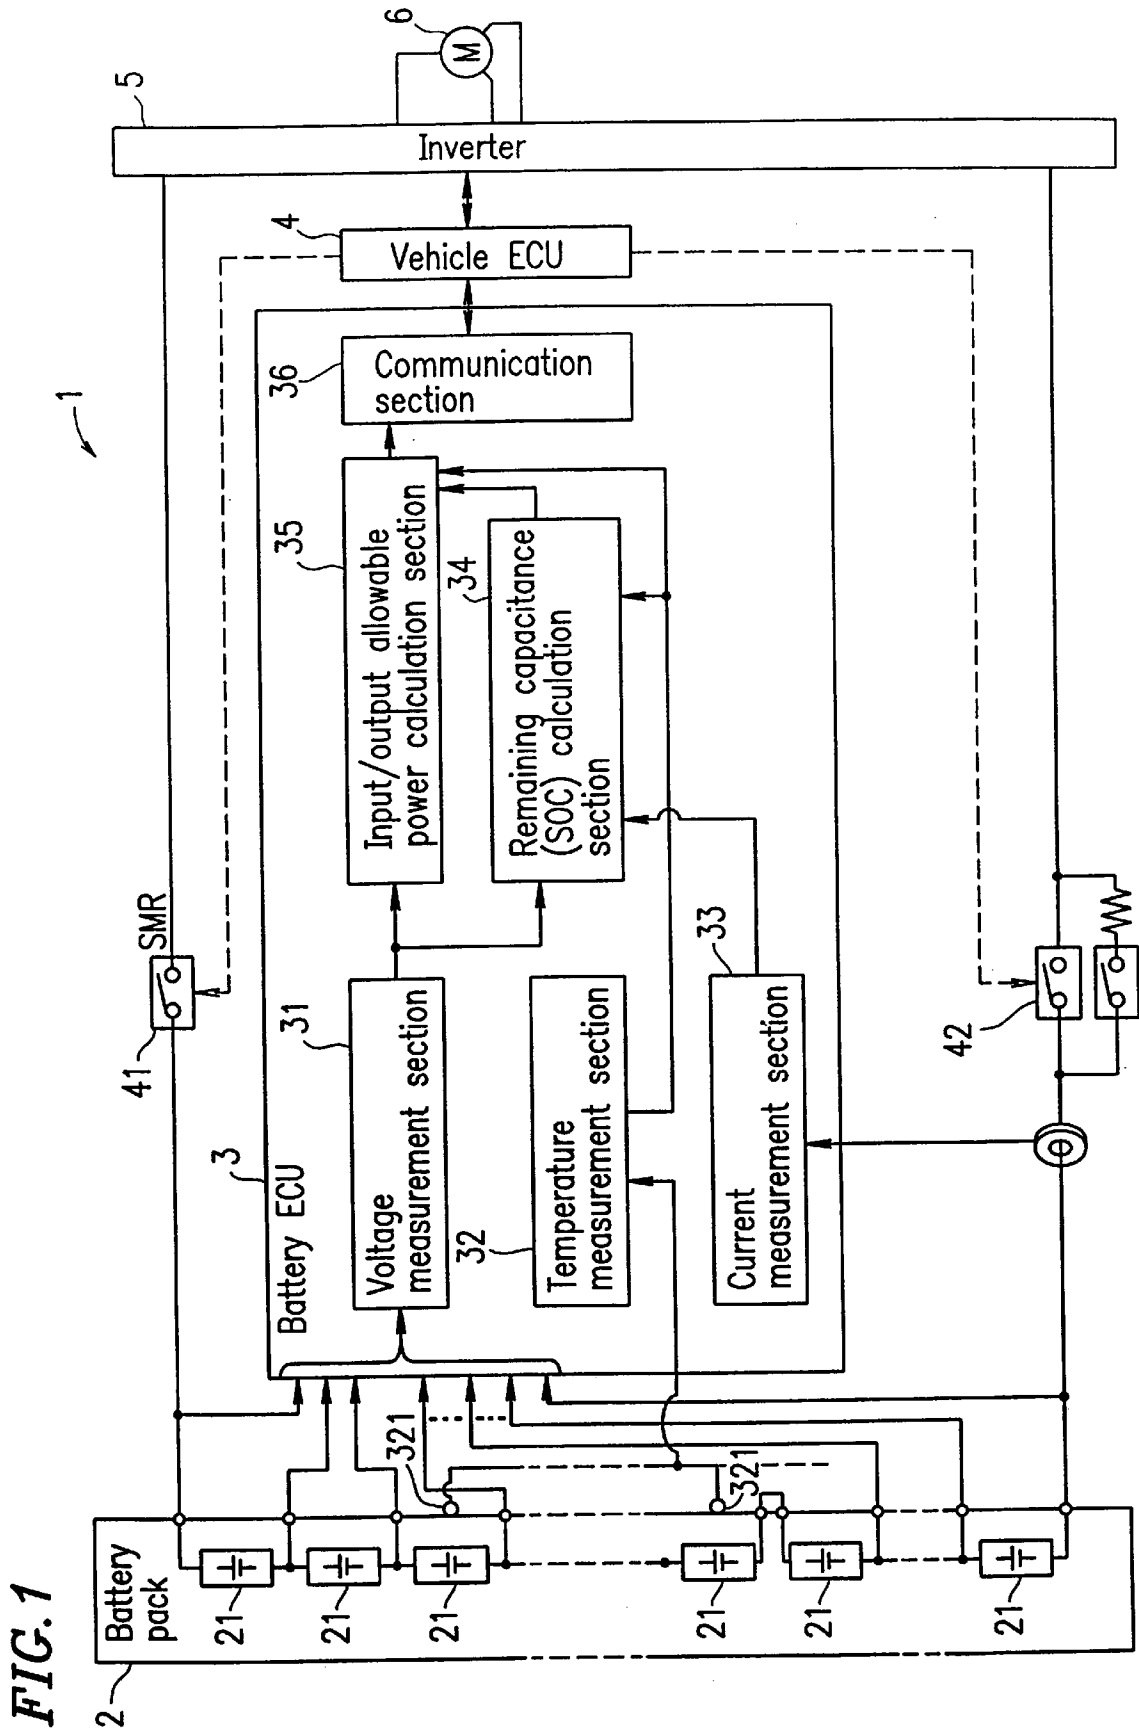 FIG.1
1
2
Battery
pack
21
21
21
21
21
21
321
321
3
Battery ECU
31
Voltage
measurement section
32
Temperature
measurement section
33
Current
measurement section
34
Remaining capacitance
(SOC) calculation
section
35
Input/output allowable
power calculation section
36
Communication
section
41
SMR
42
4
Vehicle ECU
5
Inverter
6
M